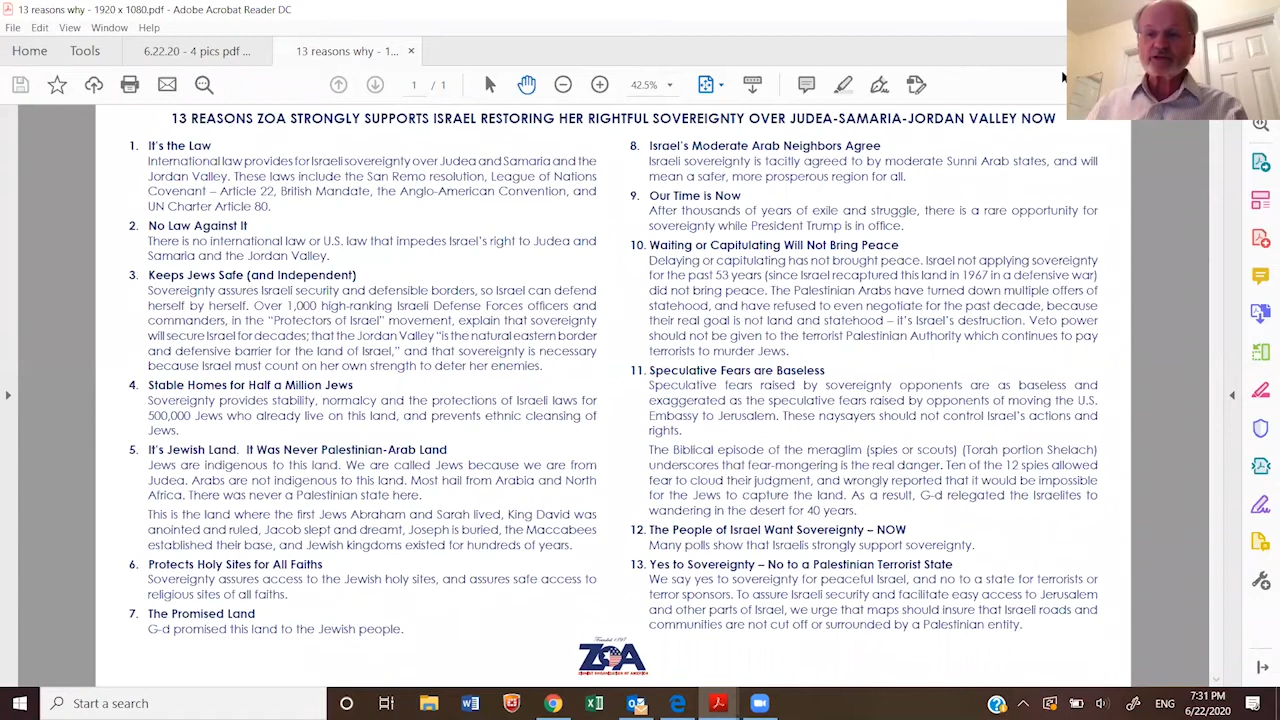 13 reasons why - 1920 x 1080.pdf - Adobe Acrobat Reader DC
File Edit View Window Help
Home Tools 6.22.20 - 4 pics pdf ... 13 reasons why - 1... ×
1 / 1 42.5%
13 REASONS ZOA STRONGLY SUPPORTS ISRAEL RESTORING HER RIGHTFUL SOVEREIGNTY OVER JUDEA-SAMARIA-JORDAN VALLEY NOW
1. It's the Law
International law provides for Israeli sovereignty over Judea and Samaria and the
Jordan Valley. These laws include the San Remo resolution, League of Nations
Covenant – Article 22, British Mandate, the Anglo-American Convention, and
UN Charter Article 80.
2. No Law Against It
There is no international law or U.S. law that impedes Israel's right to Judea and
Samaria and the Jordan Valley.
3. Keeps Jews Safe (and Independent)
Sovereignty assures Israeli security and defensible borders, so Israel can defend
herself by herself. Over 1,000 high-ranking Israeli Defense Forces officers and
commanders, in the "Protectors of Israel" movement, explain that sovereignty
will secure Israel for decades; that the Jordan Valley "is the natural eastern border
and defensive barrier for the land of Israel," and that sovereignty is necessary
because Israel must count on her own strength to deter her enemies.
4. Stable Homes for Half a Million Jews
Sovereignty provides stability, normalcy and the protections of Israeli laws for
500,000 Jews who already live on this land, and prevents ethnic cleansing of
Jews.
5. It's Jewish Land. It Was Never Palestinian-Arab Land
Jews are indigenous to this land. We are called Jews because we are from
Judea. Arabs are not indigenous to this land. Most hail from Arabia and North
Africa. There was never a Palestinian state here.
This is the land where the first Jews Abraham and Sarah lived, King David was
anointed and ruled, Jacob slept and dreamt, Joseph is buried, the Maccabees
established their base, and Jewish kingdoms existed for hundreds of years.
6. Protects Holy Sites for All Faiths
Sovereignty assures access to the Jewish holy sites, and assures safe access to
religious sites of all faiths.
7. The Promised Land
G-d promised this land to the Jewish people.
8. Israel's Moderate Arab Neighbors Agree
Israeli sovereignty is tacitly agreed to by moderate Sunni Arab states, and will
mean a safer, more prosperous region for all.
9. Our Time is Now
After thousands of years of exile and struggle, there is a rare opportunity for
sovereignty while President Trump is in office.
10. Waiting or Capitulating Will Not Bring Peace
Delaying or capitulating has not brought peace. Israel not applying sovereignty
for the past 53 years (since Israel recaptured this land in 1967 in a defensive war)
did not bring peace. The Palestinian Arabs have turned down multiple offers of
statehood, and have refused to even negotiate for the past decade, because
their real goal is not land and statehood – it's Israel's destruction. Veto power
should not be given to the terrorist Palestinian Authority which continues to pay
terrorists to murder Jews.
11. Speculative Fears are Baseless
Speculative fears raised by sovereignty opponents are as baseless and
exaggerated as the speculative fears raised by opponents of moving the U.S.
Embassy to Jerusalem. These naysayers should not control Israel's actions and
rights.
The Biblical episode of the meraglim (spies or scouts) (Torah portion Shelach)
underscores that fear-mongering is the real danger. Ten of the 12 spies allowed
fear to cloud their judgment, and wrongly reported that it would be impossible
for the Jews to capture the land. As a result, G-d relegated the Israelites to
wandering in the desert for 40 years.
12. The People of Israel Want Sovereignty – NOW
Many polls show that Israelis strongly support sovereignty.
13. Yes to Sovereignty – No to a Palestinian Terrorist State
We say yes to sovereignty for peaceful Israel, and no to a state for terrorists or
terror sponsors. To assure Israeli security and facilitate easy access to Jerusalem
and other parts of Israel, we urge that maps should insure that Israeli roads and
communities are not cut off or surrounded by a Palestinian entity.
Founded 1897
ZOA
ZIONIST ORGANIZATION OF AMERICA
Start a search
ENG
7:31 PM
6/22/2020